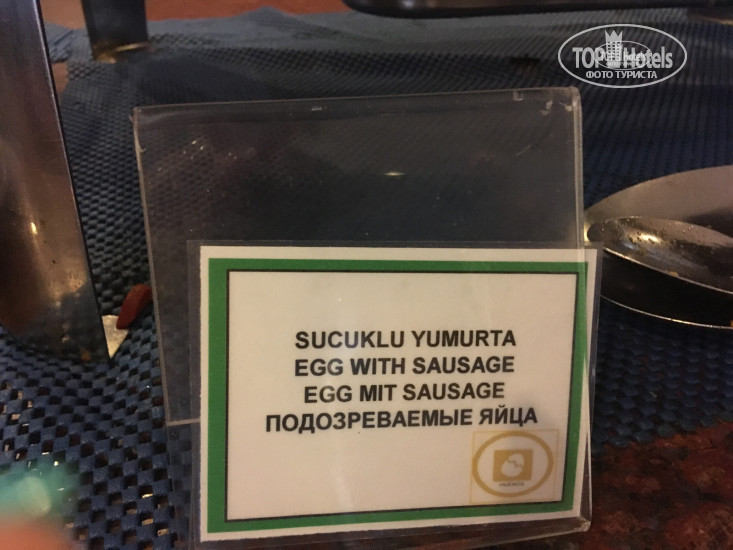 TOP Hotels
ФОТО ТУРИСТА
SUCUKLU YUMURTA
EGG WITH SAUSAGE
EGG MIT SAUSAGE
ПОДОЗРЕВАЕМЫЕ ЯЙЦА